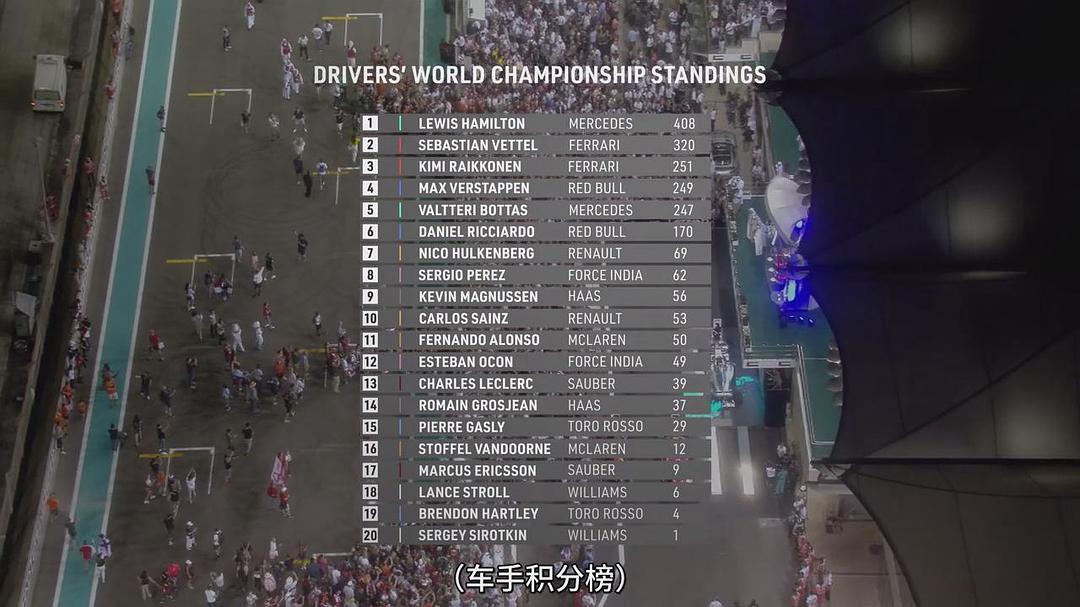 DRIVERS' WORLD CHAMPIONSHIP STANDINGS
1 LEWIS HAMILTON MERCEDES 408
2 SEBASTIAN VETTEL FERRARI 320
3 KIMI RAIKKONEN FERRARI 251
4 MAX VERSTAPPEN RED BULL 249
5 VALTTERI BOTTAS MERCEDES 247
6 DANIEL RICCIARDO RED BULL 170
7 NICO HULKENBERG RENAULT 69
8 SERGIO PEREZ FORCE INDIA 62
9 KEVIN MAGNUSSEN HAAS 56
10 CARLOS SAINZ RENAULT 53
11 FERNANDO ALONSO MCLAREN 50
12 ESTEBAN OCON FORCE INDIA 49
13 CHARLES LECLERC SAUBER 39
14 ROMAIN GROSJEAN HAAS 37
15 PIERRE GASLY TORO ROSSO 29
16 STOFFEL VANDOORNE MCLAREN 12
17 MARCUS ERICSSON SAUBER 9
18 LANCE STROLL WILLIAMS 6
19 BRENDON HARTLEY TORO ROSSO 4
20 SERGEY SIROTKIN WILLIAMS 1
（车手积分榜）